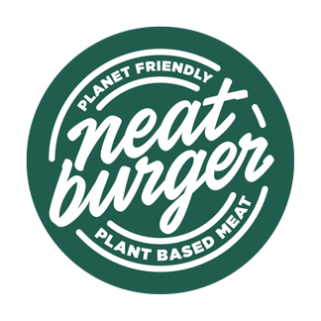 PLANET FRIENDLY
neat
burger
PLANT BASED MEAT